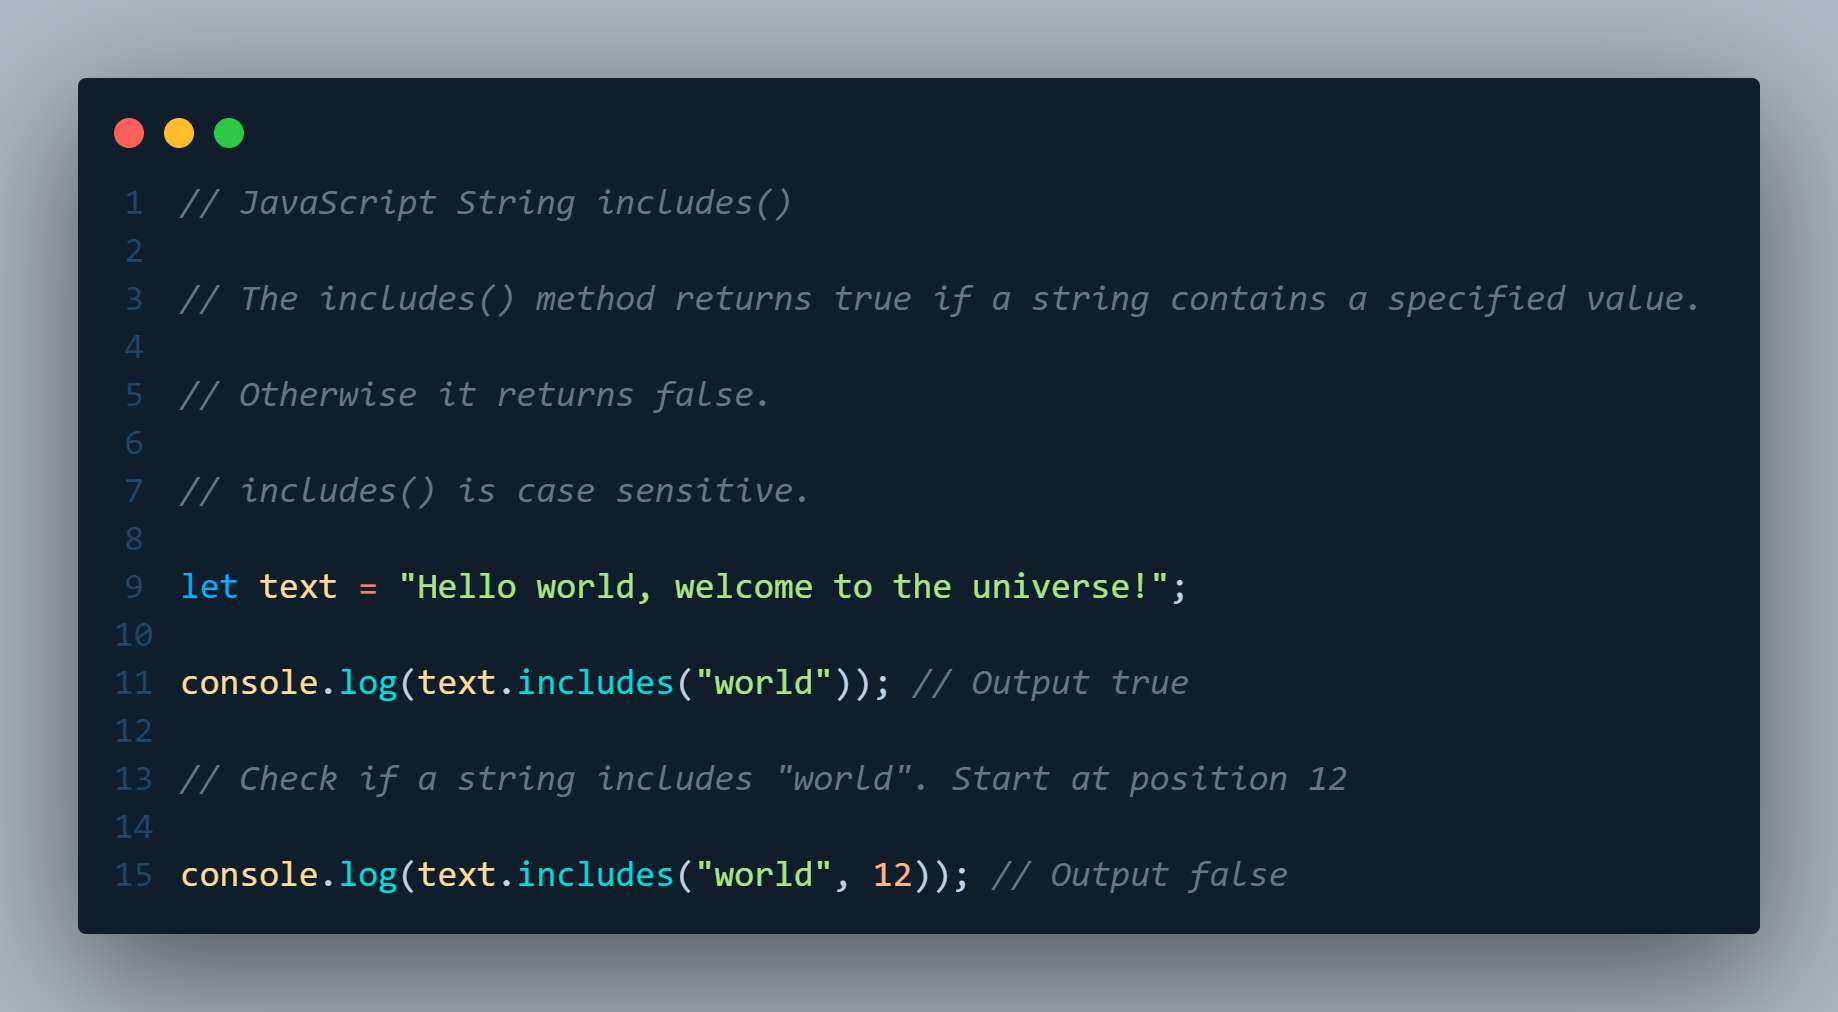 1 // JavaScript String includes()
2
3 // The includes() method returns true if a string contains a specified value.
4
5 // Otherwise it returns false.
6
7 // includes() is case sensitive.
8
9 let text = "Hello world, welcome to the universe!";
10
11 console.log(text.includes("world")); // Output true
12
13 // Check if a string includes "world". Start at position 12
14
15 console.log(text.includes("world", 12)); // Output false